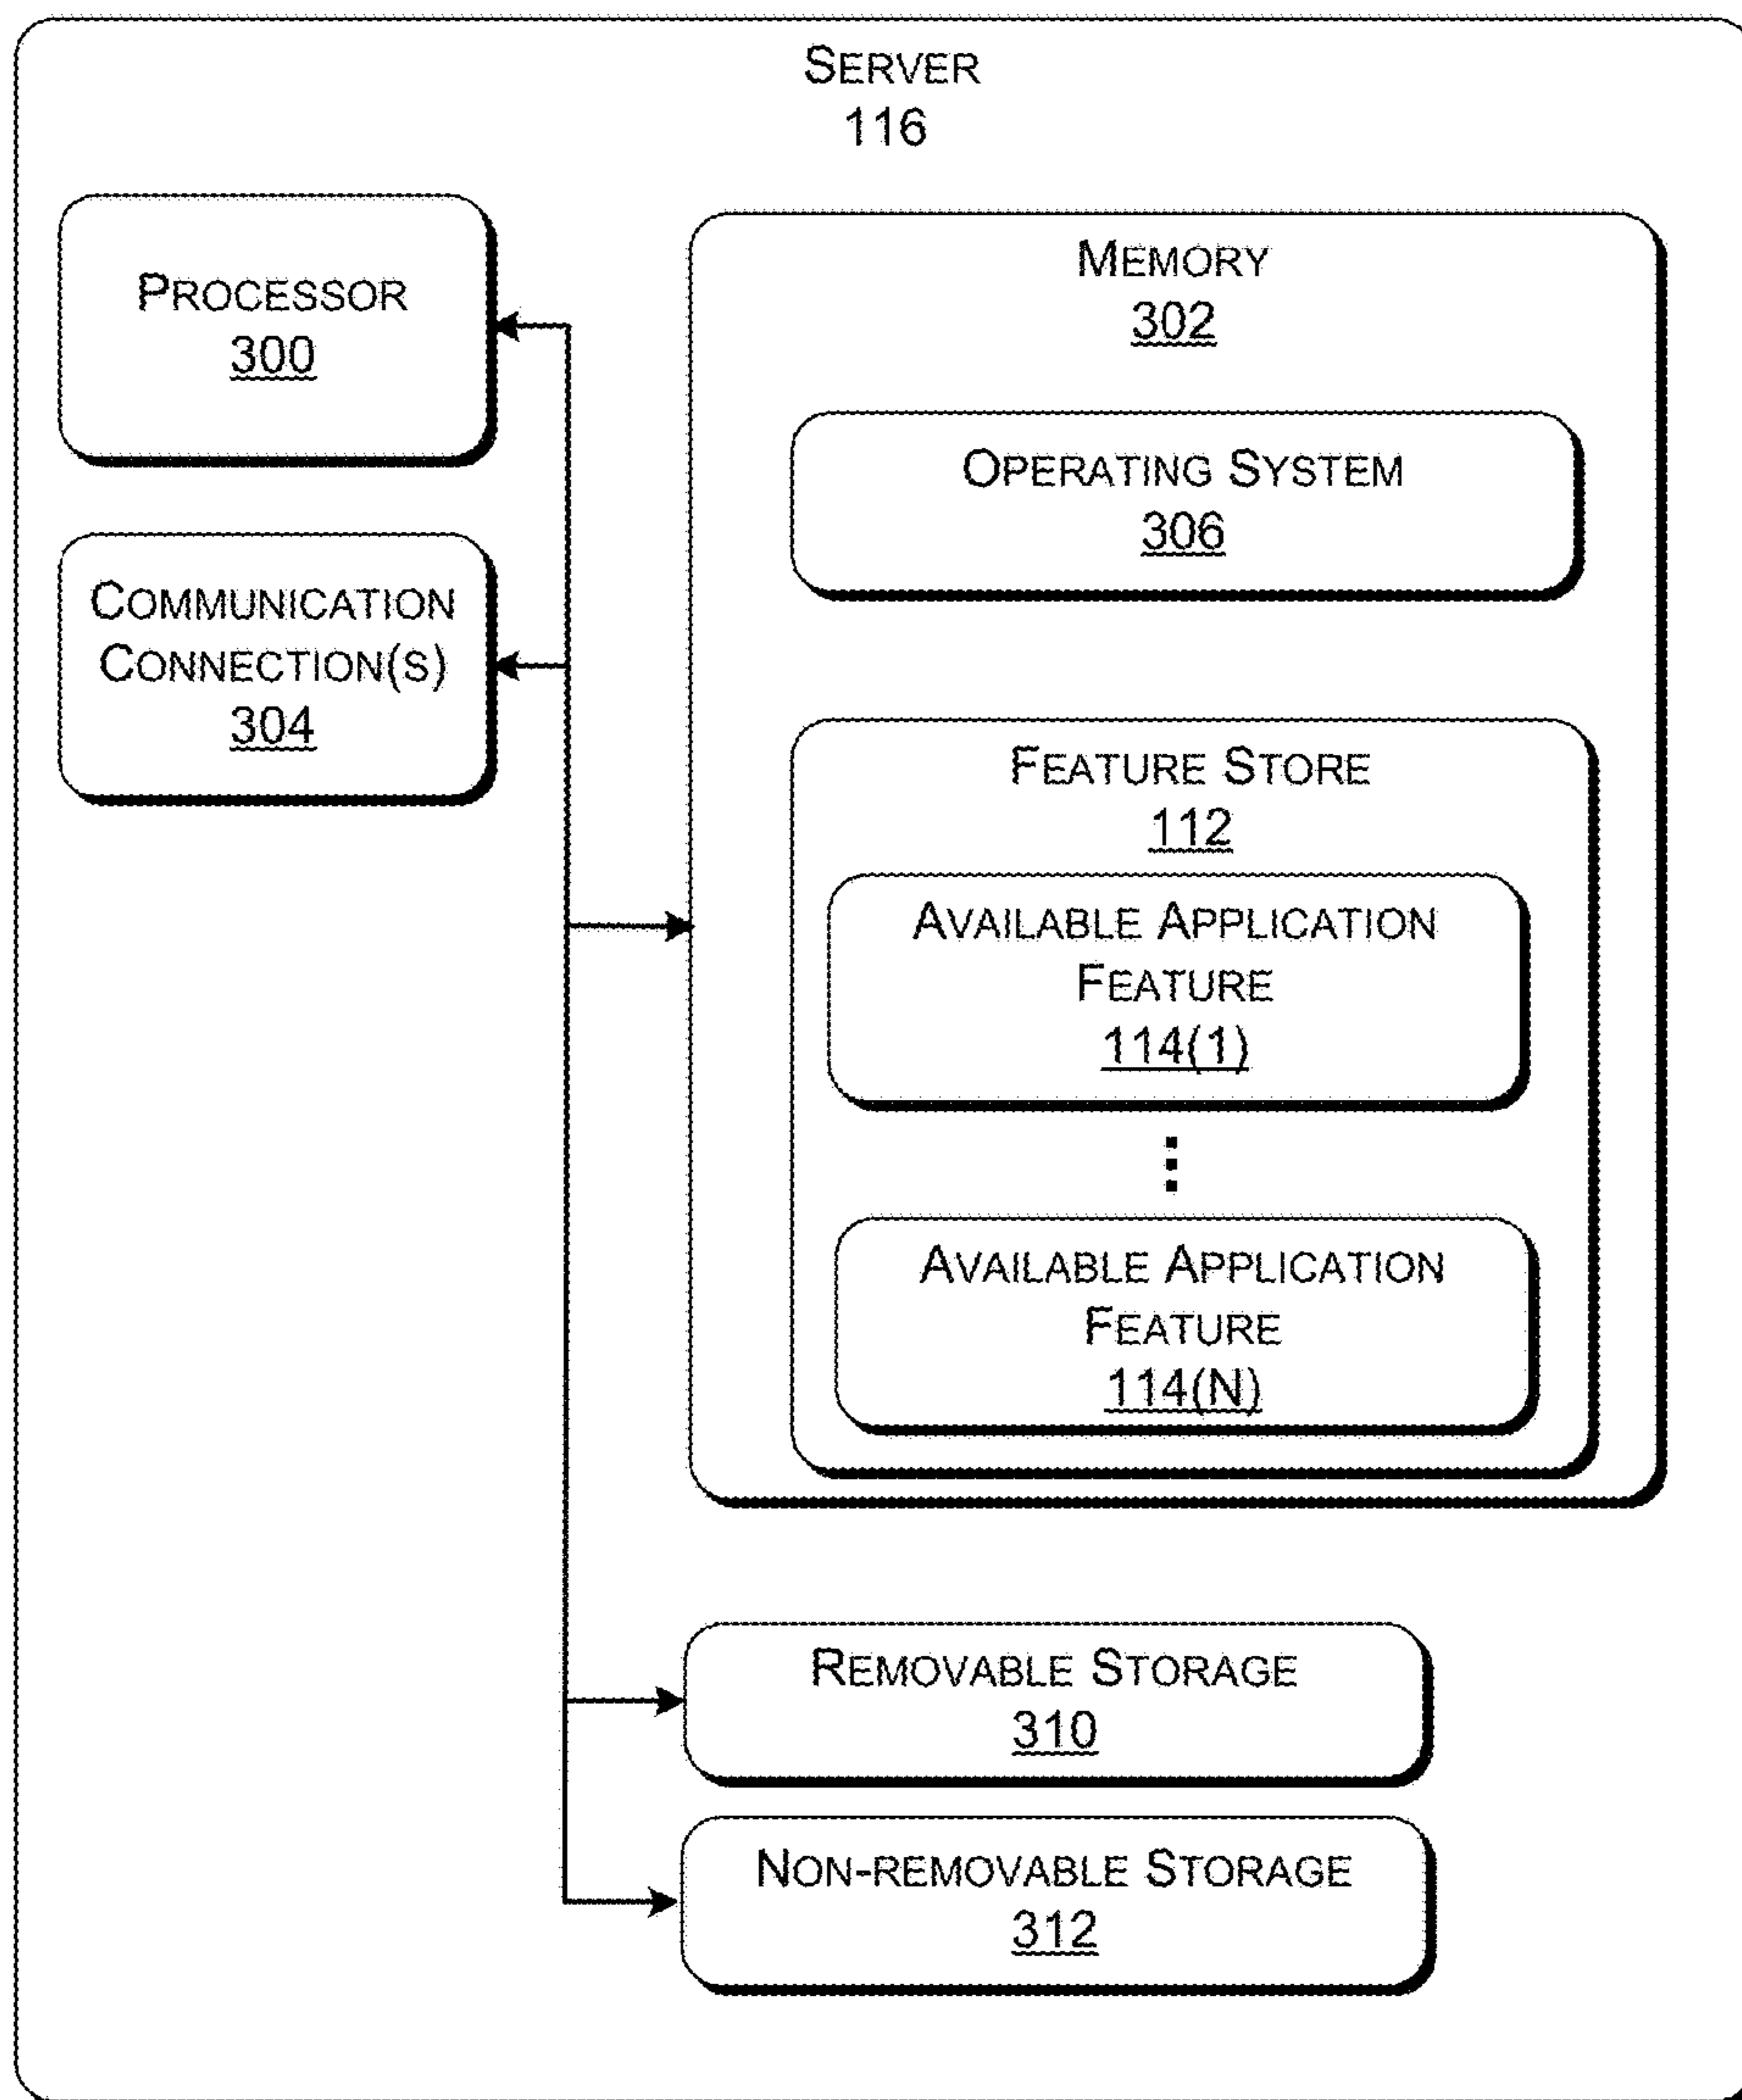 SERVER
116
PROCESSOR
300
COMMUNICATION
CONNECTION(S)
304
MEMORY
302
OPERATING SYSTEM
306
FEATURE STORE
112
AVAILABLE APPLICATION
FEATURE
114(1)
AVAILABLE APPLICATION
FEATURE
114(N)
REMOVABLE STORAGE
310
NON-REMOVABLE STORAGE
312